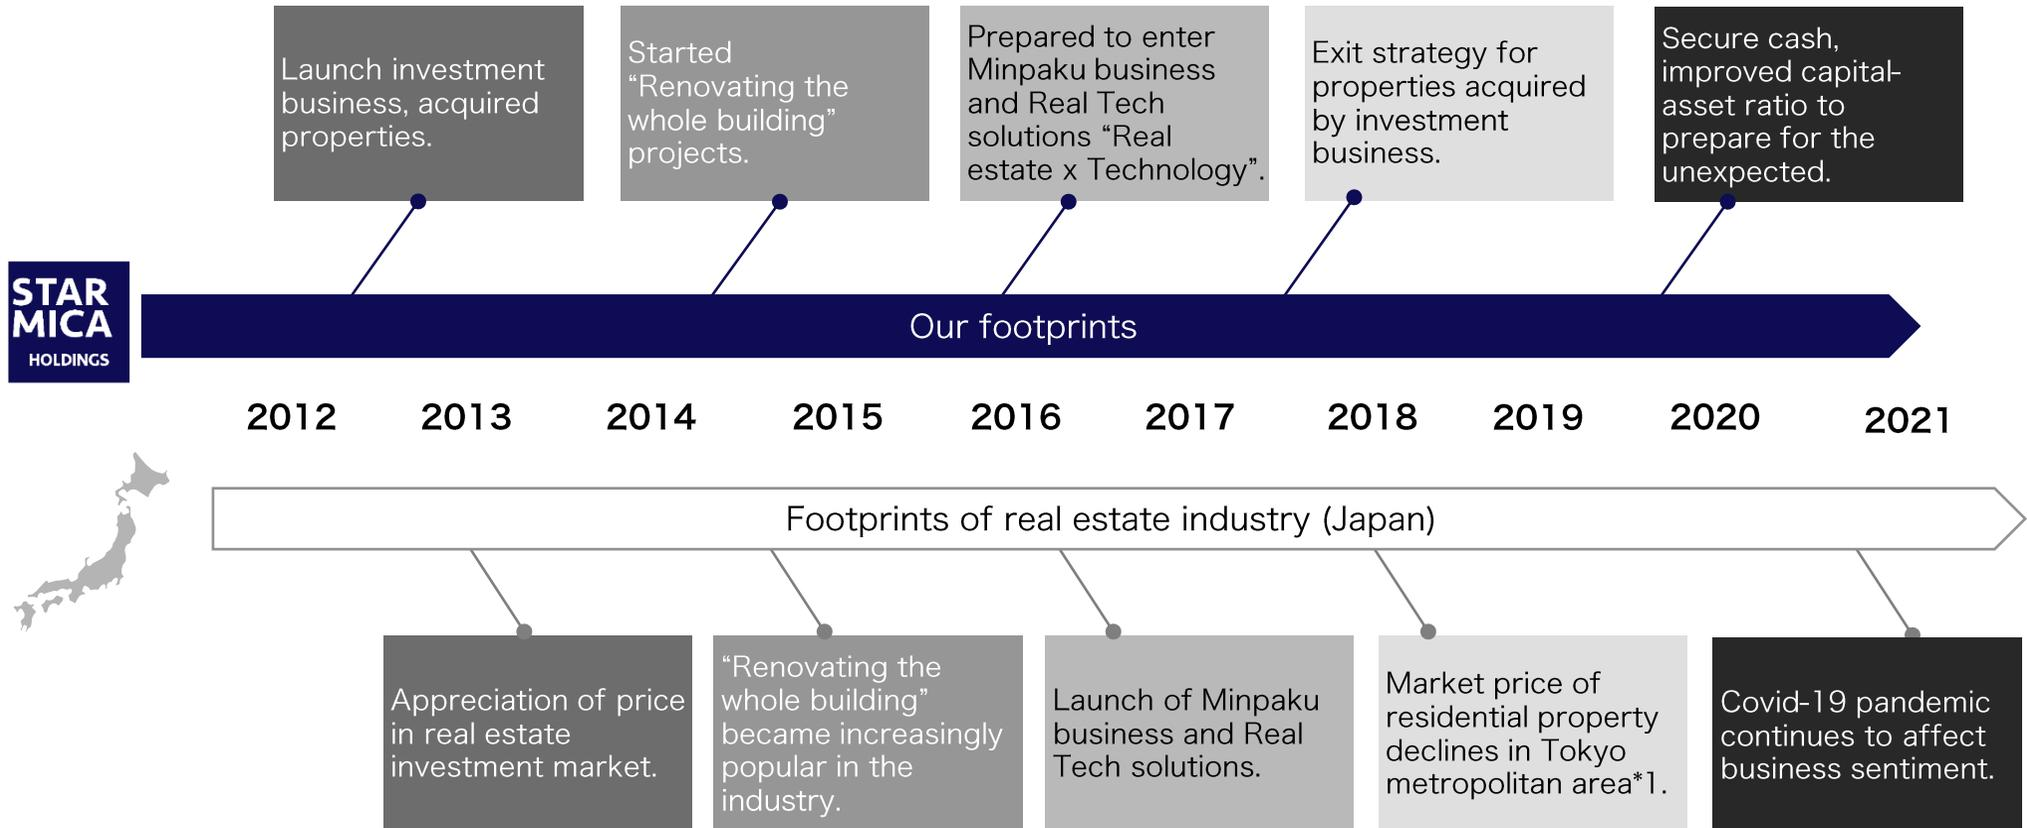 Launch investment
business, acquired
properties.
Started
“Renovating the
whole building”
projects.
Prepared to enter
Minpaku business
and Real Tech
solutions “Real
estate x Technology”.
Exit strategy for
properties acquired
by investment
business.
Secure cash,
improved capital-
asset ratio to
prepare for the
unexpected.
STAR
MICA
HOLDINGS
Our footprints
2012 2013 2014 2015 2016 2017 2018 2019 2020 2021
Footprints of real estate industry (Japan)
Appreciation of price
in real estate
investment market.
“Renovating the
whole building”
became increasingly
popular in the
industry.
Launch of Minpaku
business and Real
Tech solutions.
Market price of
residential property
declines in Tokyo
metropolitan area*1.
Covid-19 pandemic
continues to affect
business sentiment.